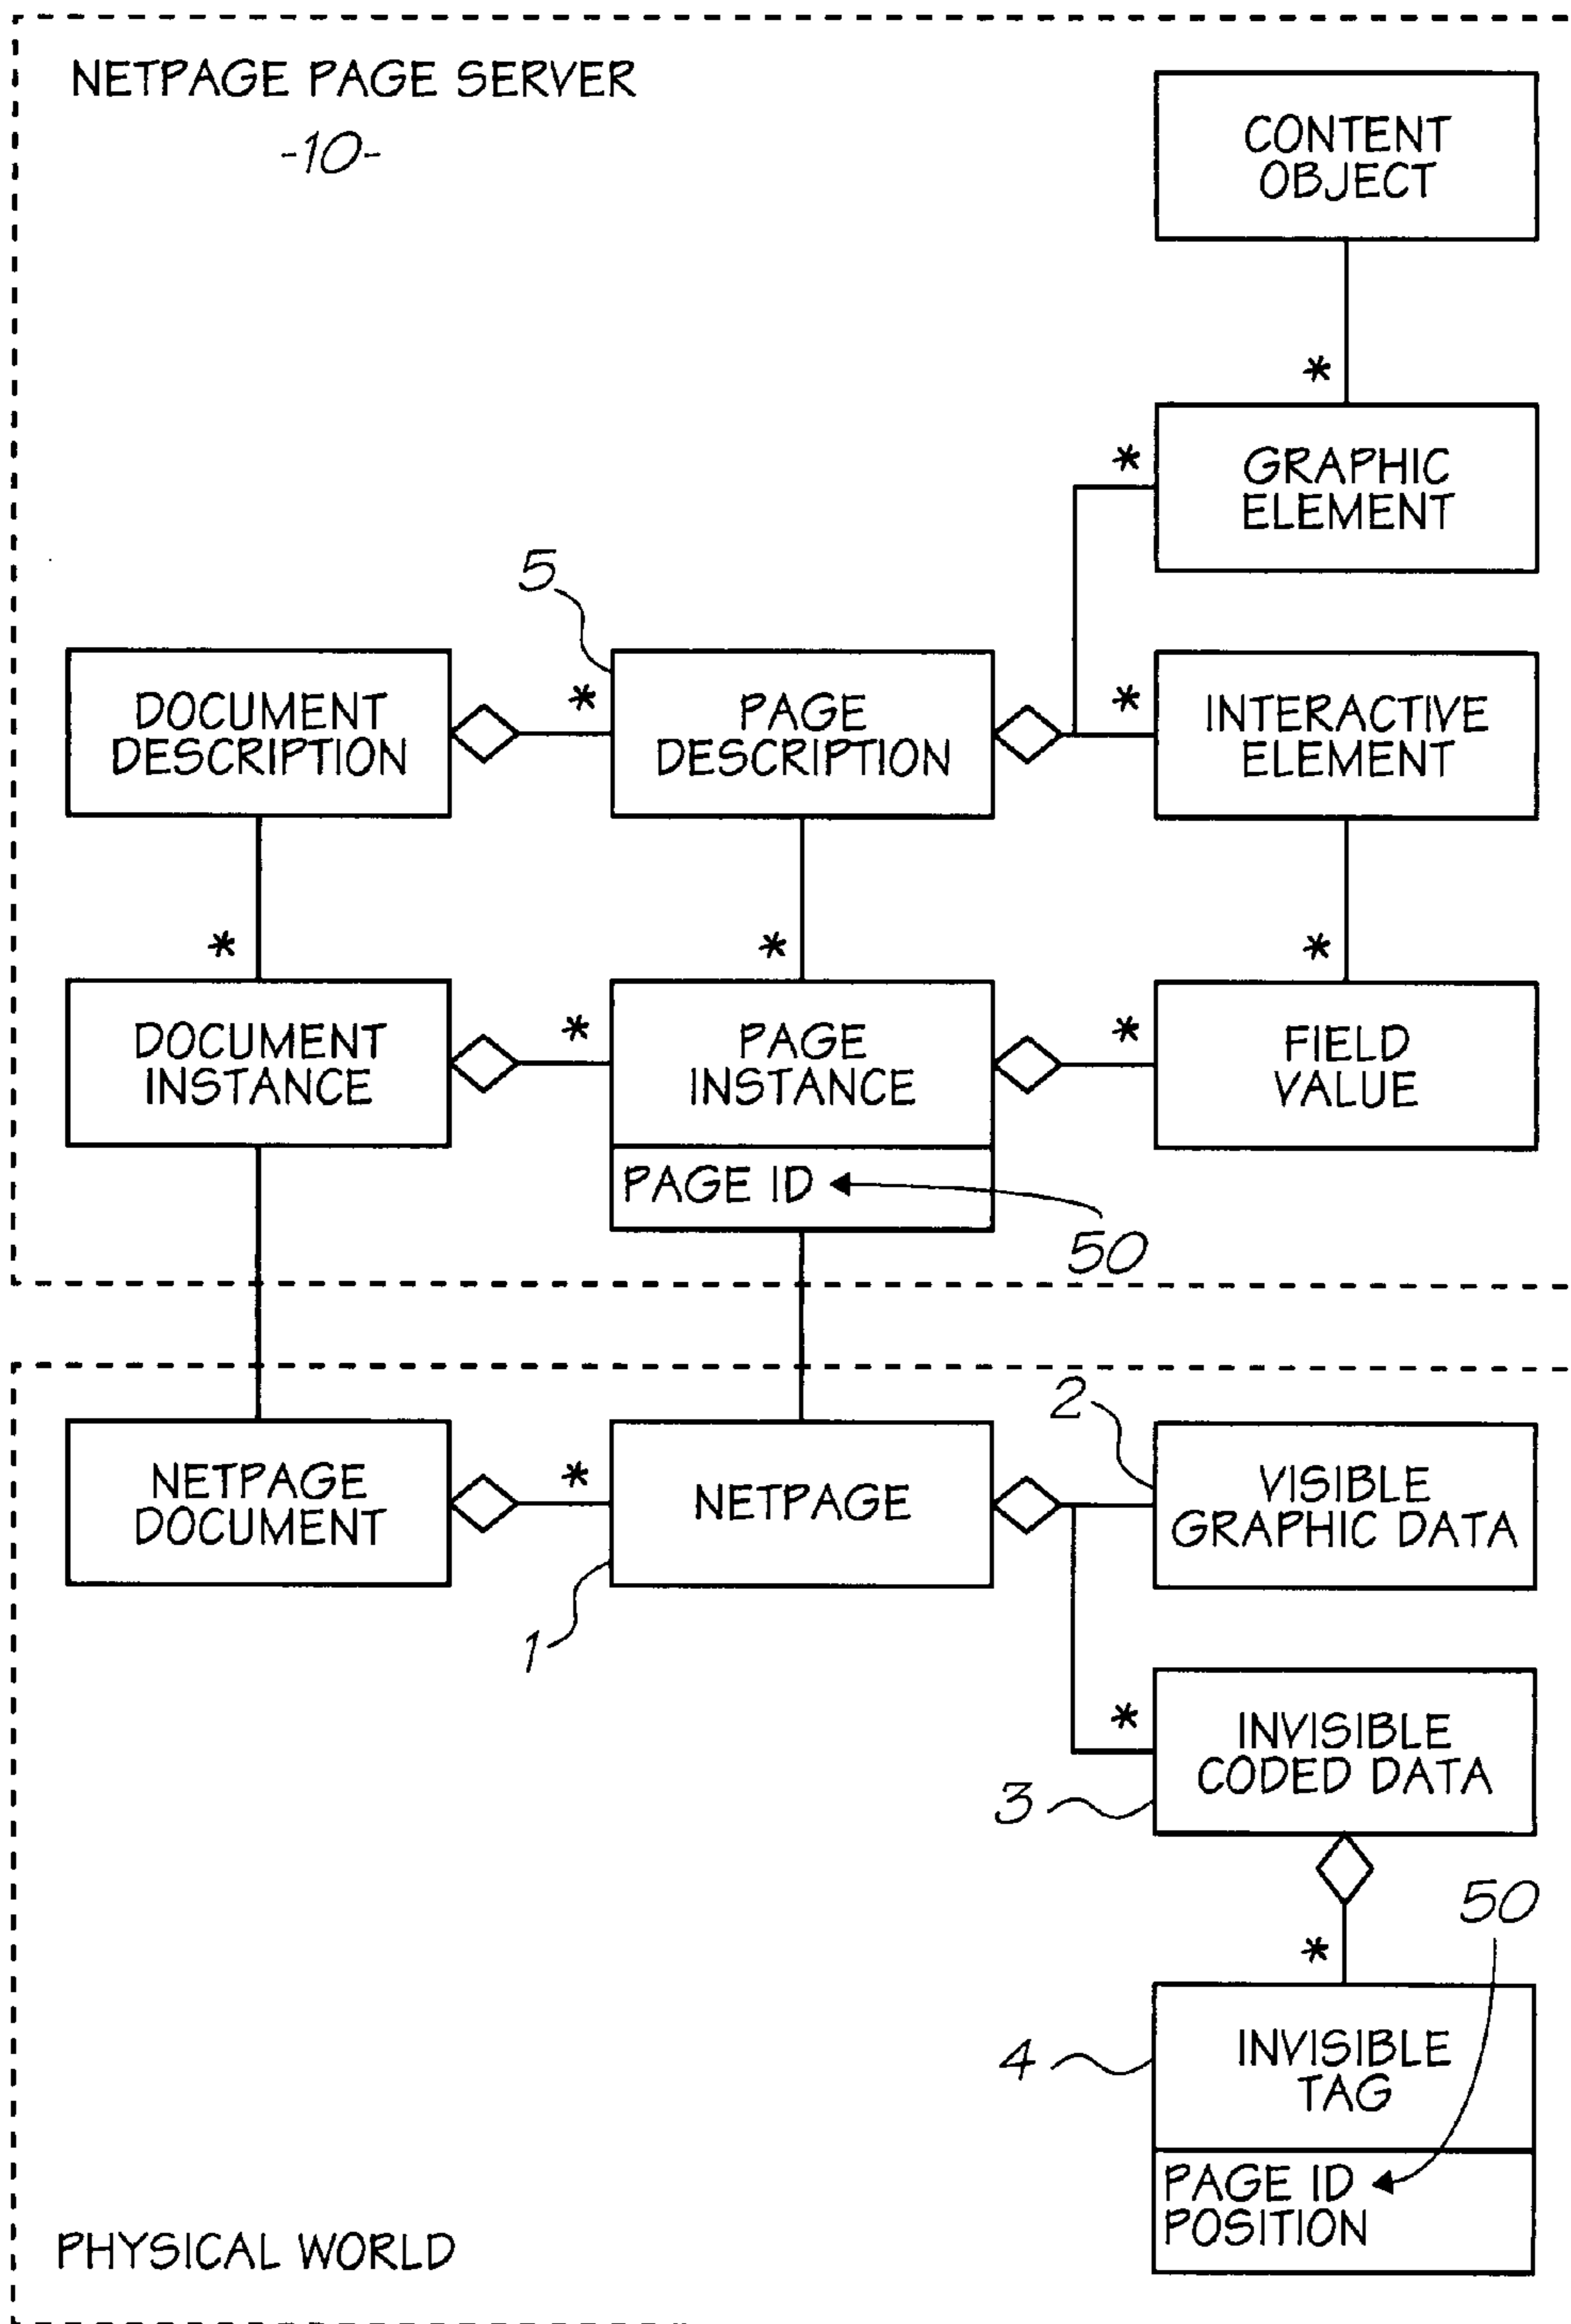 NETPAGE PAGE SERVER
-10-
CONTENT
OBJECT
*
*
GRAPHIC
ELEMENT
5
DOCUMENT
DESCRIPTION
*
PAGE
DESCRIPTION
*
INTERACTIVE
ELEMENT
*
*
*
DOCUMENT
INSTANCE
*
PAGE
INSTANCE
*
FIELD
VALUE
PAGE ID
50
2
NETPAGE
DOCUMENT
*
NETPAGE
VISIBLE
GRAPHIC DATA
1
*
INVISIBLE
CODED DATA
3
50
*
4
INVISIBLE
TAG
PAGE ID
POSITION
PHYSICAL WORLD